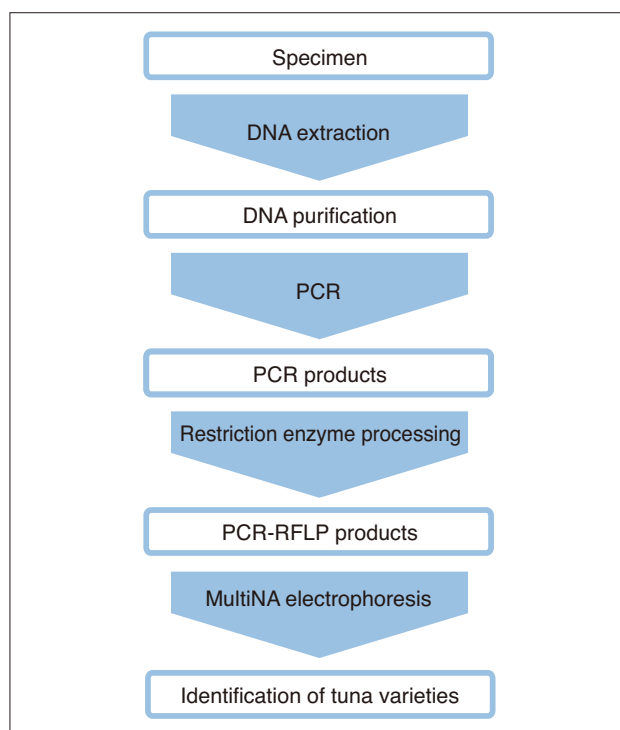 Specimen
DNA extraction
DNA purification
PCR
PCR products
Restriction enzyme processing
PCR-RFLP products
MultiNA electrophoresis
Identification of tuna varieties